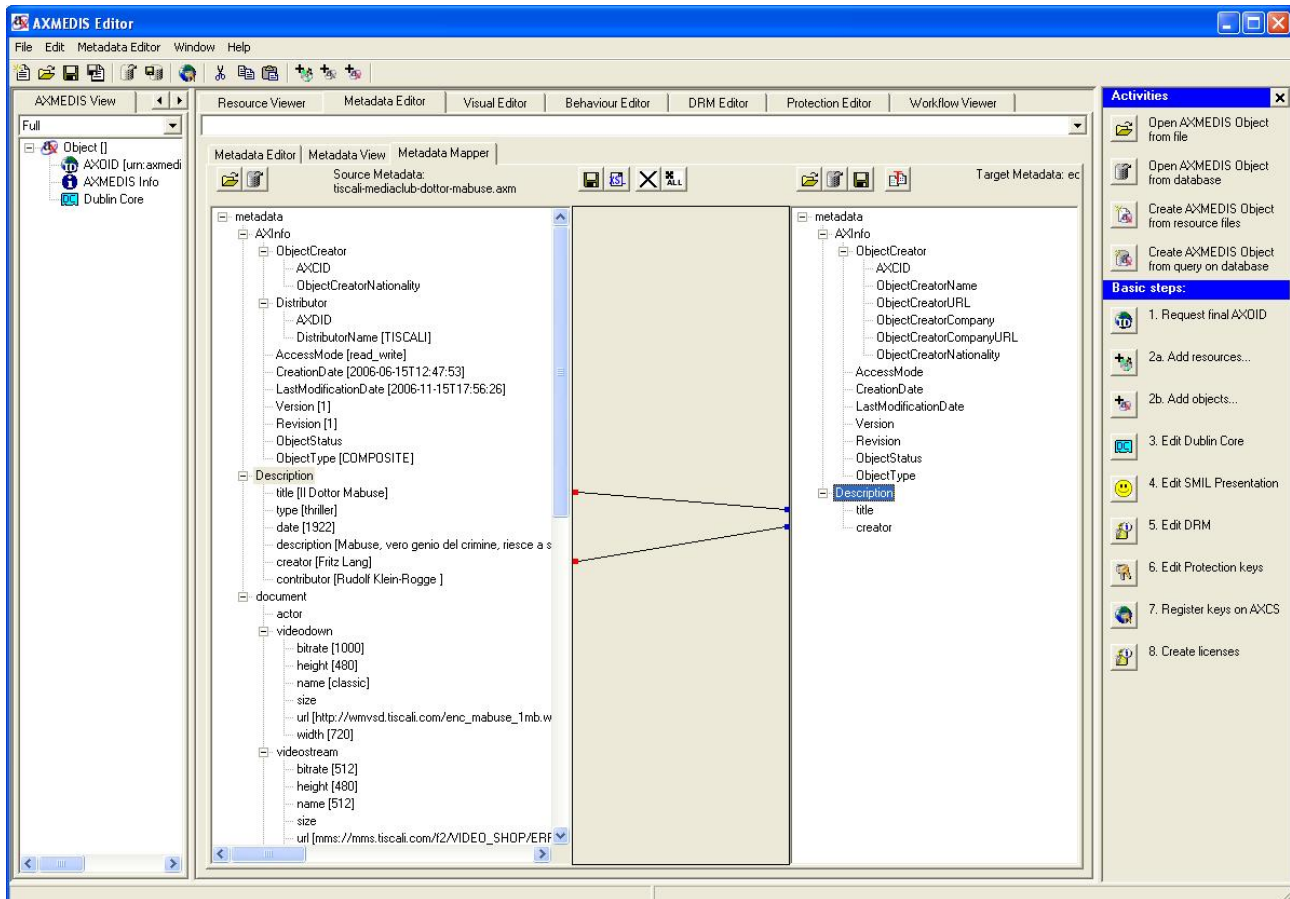 AXMEDIS Editor
File Edit Metadata Editor Window Help
AXMEDIS View
Full
Object []
AXOID [urn:axmedi
AXMEDIS Info
Dublin Core
Resource Viewer Metadata Editor Visual Editor Behaviour Editor DRM Editor Protection Editor Workflow Viewer
Metadata Editor Metadata View Metadata Mapper
Source Metadata:
tiscali-mediaclub-dottor-mabuse.axm
ALL
Target Metadata: ec
metadata
AXInfo
ObjectCreator
AXCID
ObjectCreatorNationality
Distributor
AXDID
DistributorName [TISCALI]
AccessMode [read_write]
CreationDate [2006-06-15T12:47:53]
LastModificationDate [2006-11-15T17:56:26]
Version [1]
Revision [1]
ObjectStatus
ObjectType [COMPOSITE]
Description
title [Il Dottor Mabuse]
type [thriller]
date [1922]
description [Mabuse, vero genio del crimine, riesce a s
creator [Fritz Lang]
contributor [Rudolf Klein-Rogge ]
document
actor
videodown
bitrate [1000]
height [480]
name [classic]
size
url [http://wmvsd.tiscali.com/enc_mabuse_1mb.w
width [720]
videostream
bitrate [512]
height [480]
name [512]
size
url [mms://mms.tiscali.com/f2/VIDEO_SHOP/ERF
metadata
AXInfo
ObjectCreator
AXCID
ObjectCreatorName
ObjectCreatorURL
ObjectCreatorCompany
ObjectCreatorCompanyURL
ObjectCreatorNationality
AccessMode
CreationDate
LastModificationDate
Version
Revision
ObjectStatus
ObjectType
Description
title
creator
Activities
Open AXMEDIS Object
from file
Open AXMEDIS Object
from database
Create AXMEDIS Object
from resource files
Create AXMEDIS Object
from query on database
Basic steps:
1. Request final AXOID
2a. Add resources...
2b. Add objects...
3. Edit Dublin Core
4. Edit SMIL Presentation
5. Edit DRM
6. Edit Protection keys
7. Register keys on AXCS
8. Create licenses